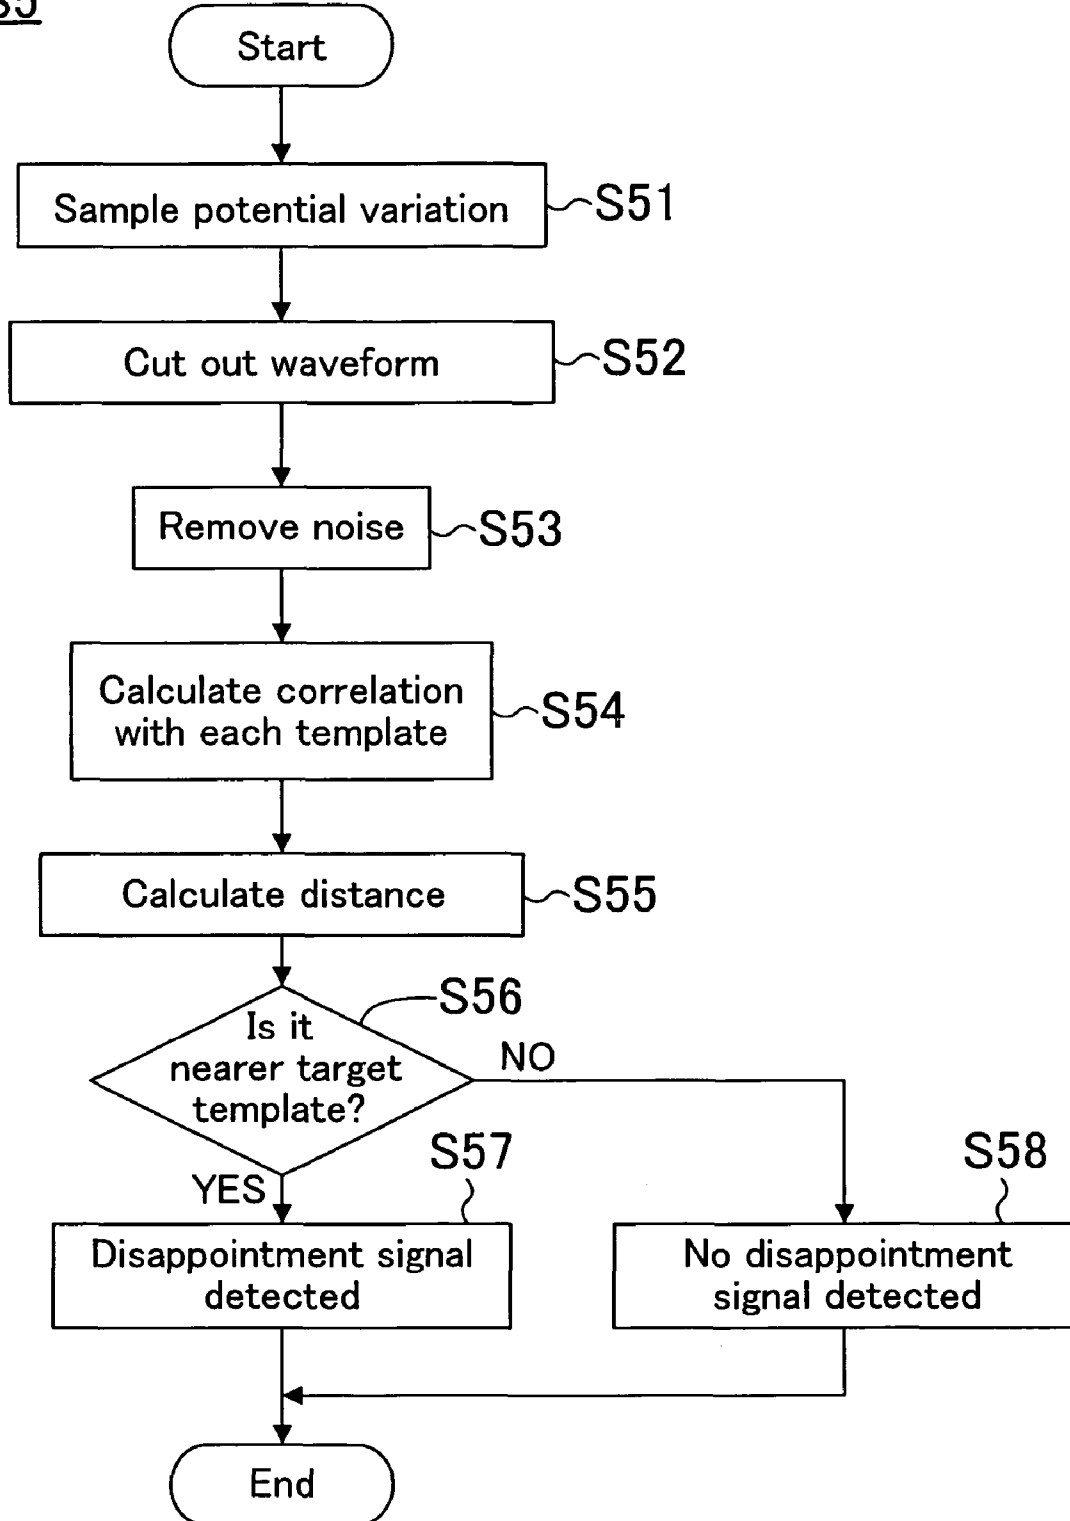 S5
Start
Sample potential variation
S51
Cut out waveform
S52
Remove noise
S53
Calculate correlation
with each template
S54
Calculate distance
S55
S56
Is it
nearer target
template?
NO
YES
S57
Disappointment signal
detected
S58
No disappointment
signal detected
End